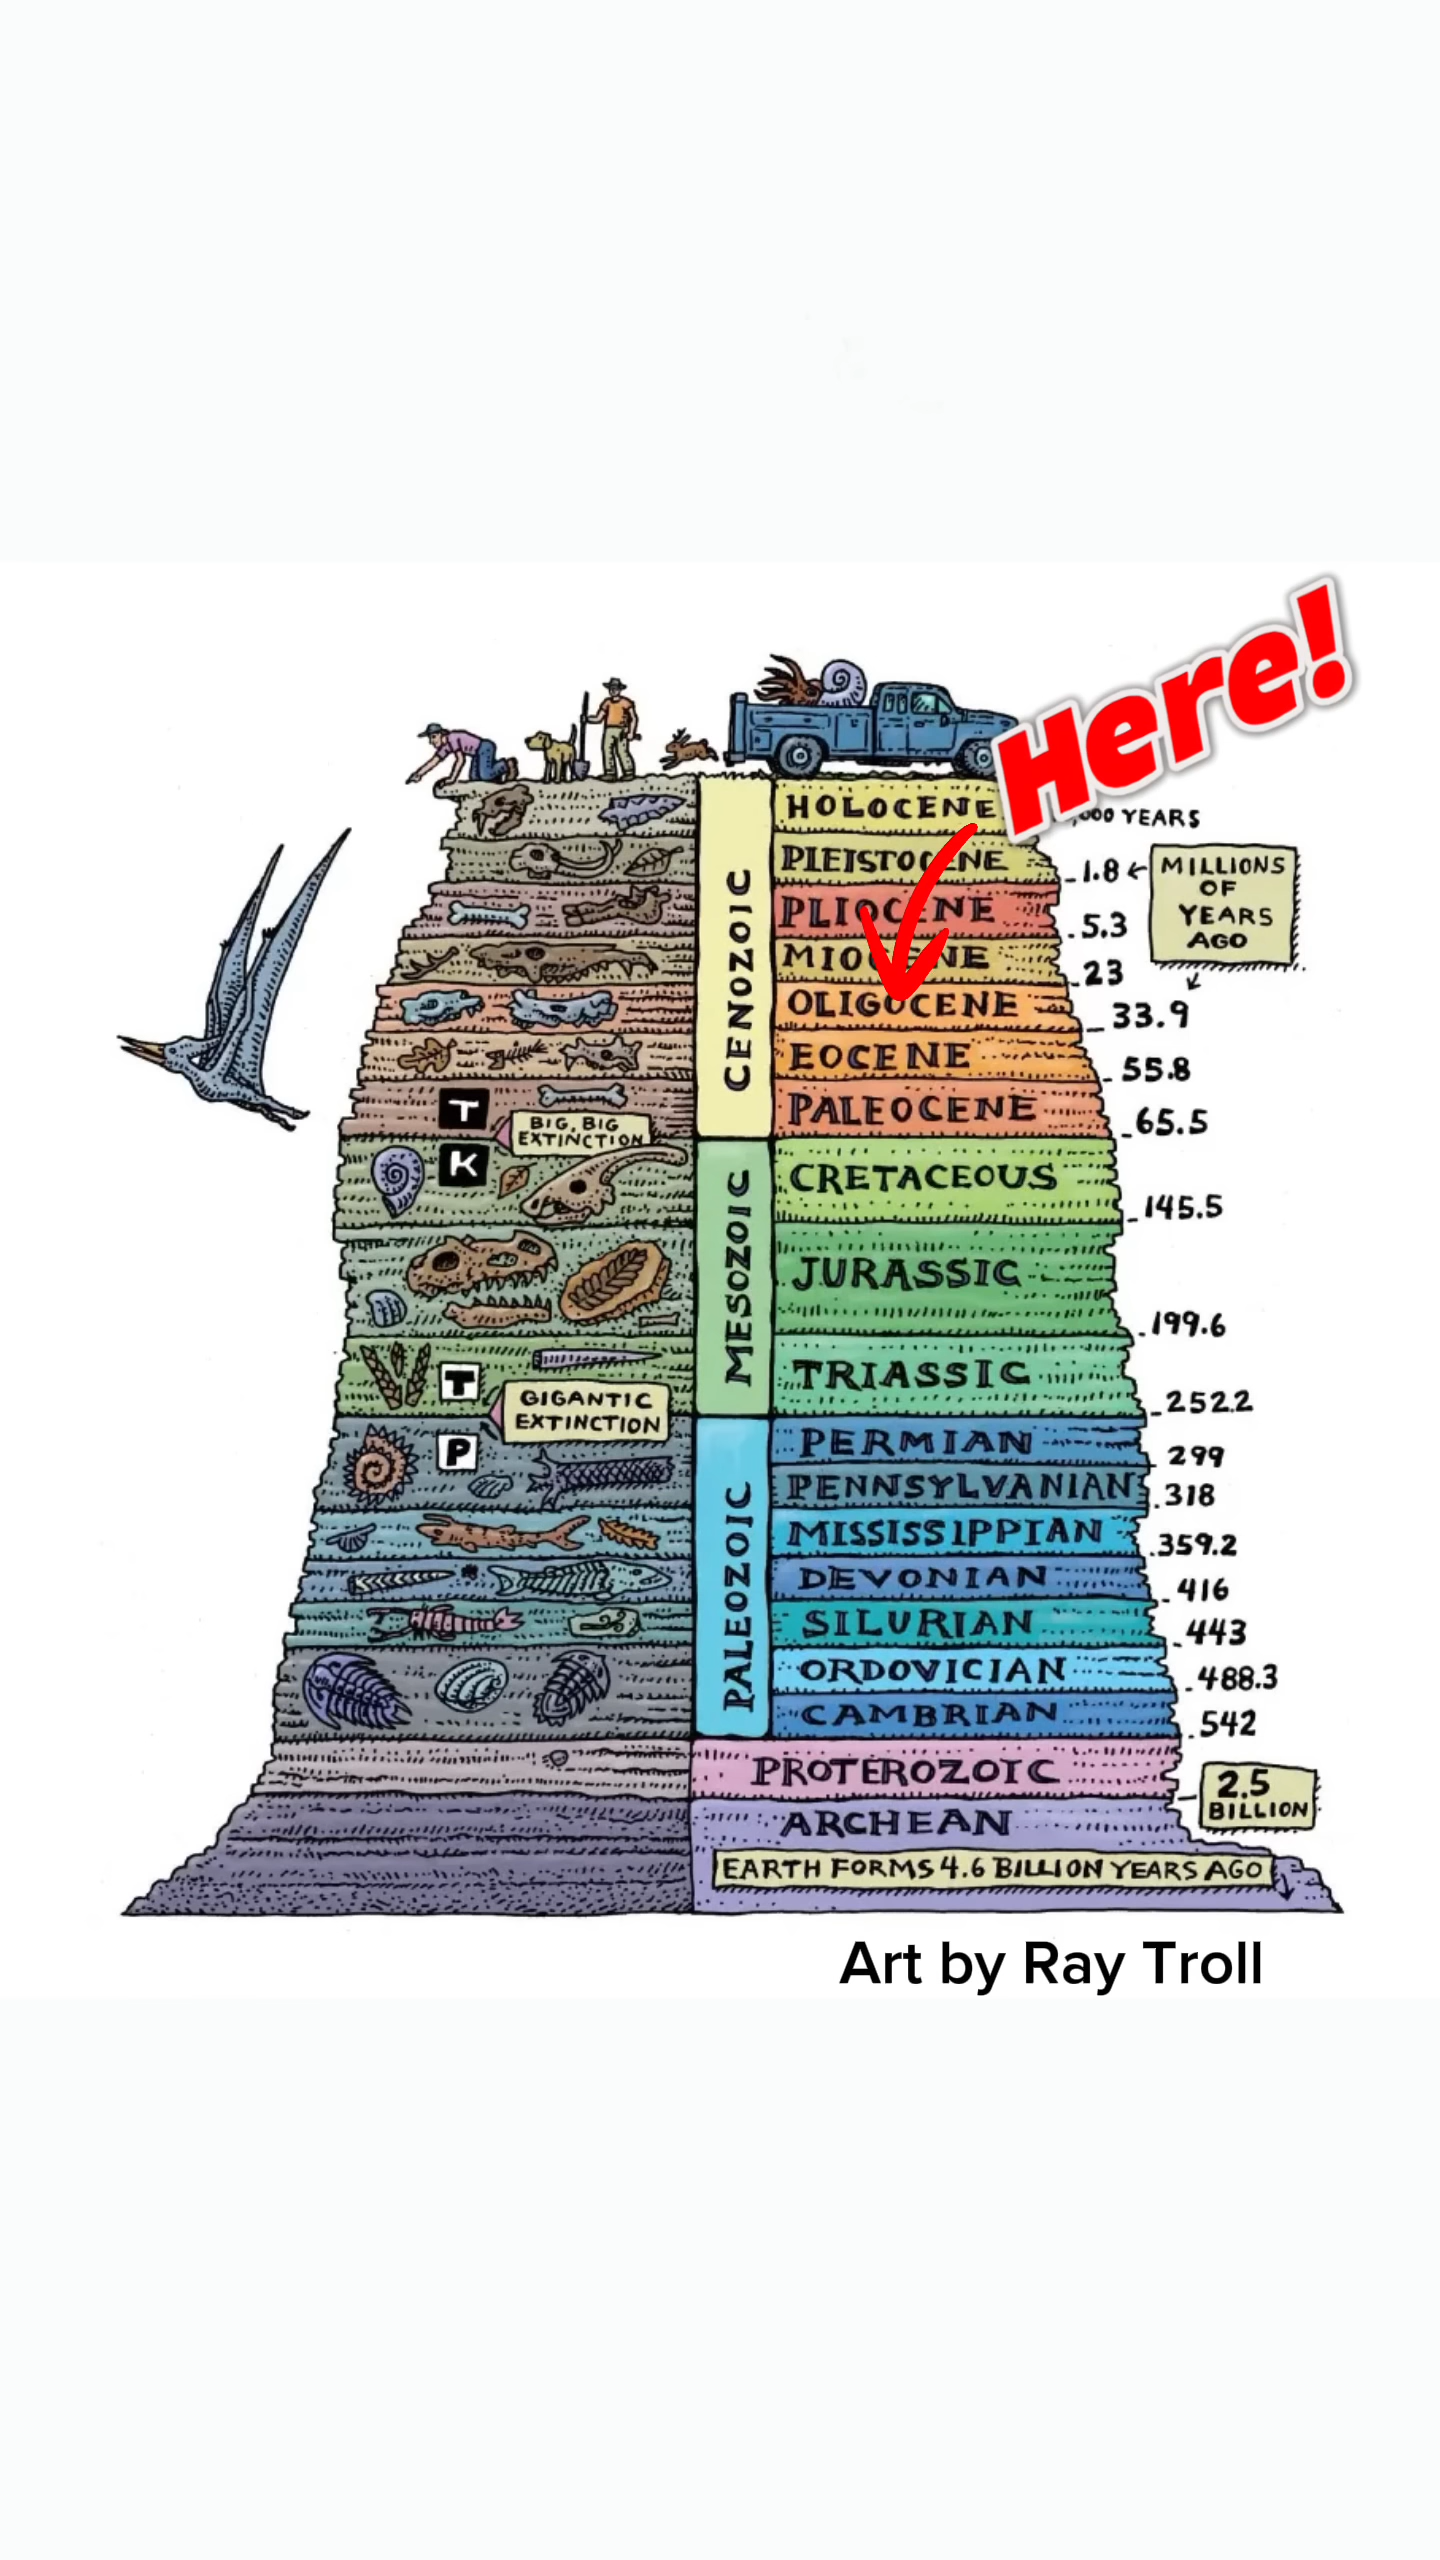 Here!
HOLOCENE
,000 YEARS
PLEISTOCENE
1.8
MILLIONS
OF
YEARS
AGO
PLIOCENE
5.3
MIOCENE
23
OLIGOCENE
33.9
EOCENE
55.8
PALEOCENE
65.5
CENOZOIC
T
BIG, BIG
EXTINCTION
K
CRETACEOUS
145.5
JURASSIC
199.6
TRIASSIC
252.2
MESOZOIC
T
GIGANTIC
EXTINCTION
P
PERMIAN
299
PENNSYLVANIAN
318
MISSISSIPPIAN
359.2
DEVONIAN
416
SILURIAN
443
ORDOVICIAN
488.3
CAMBRIAN
542
PALEOZOIC
PROTEROZOIC
2.5
BILLION
ARCHEAN
EARTH FORMS 4.6 BILLION YEARS AGO
Art by Ray Troll